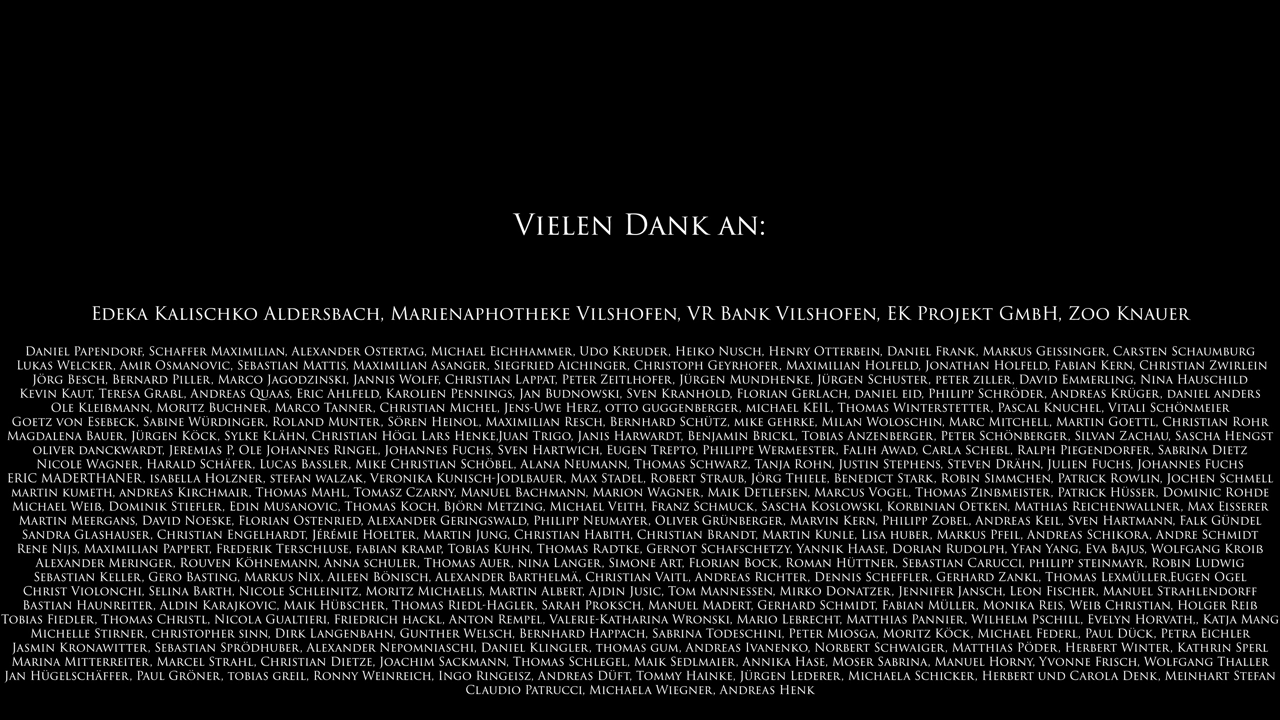 Vielen Dank an:
Edeka Kalischko Aldersbach, Marienaphotheke Vilshofen, VR Bank Vilshofen, EK Projekt GmbH, Zoo Knauer
Daniel Papendorf, Schaffer Maximilian, Alexander Ostertag, Michael Eichhammer, Udo Kreuder, Heiko Nusch, Henry Otterbein, Daniel Frank, Markus Geissinger, Carsten Schaumburg
Lukas Welcker, Amir Osmanovic, Sebastian Mattis, Maximilian Asanger, Siegfried Aichinger, Christoph Geyrhofer, Maximilian Holfeld, Jonathan Holfeld, Fabian Kern, Christian Zwirlein
Jörg Besch, Bernard Piller, Marco Jagodzinski, Jannis Wolff, Christian Lappat, Peter Zeitlhofer, Jürgen Mundhenke, Jürgen Schuster, peter ziller, David Emmerling, Nina Hauschild
Kevin Kaut, Teresa Grabl, Andreas Quaas, Eric Ahlfeld, Karolien Pennings, Jan Budnowski, Sven Kranhold, Florian Gerlach, daniel eid, Philipp Schröder, Andreas Krüger, daniel anders
Ole Kleibmann, Moritz Buchner, Marco Tanner, Christian Michel, Jens-Uwe Herz, otto guggenberger, michael KEIL, Thomas Winterstetter, Pascal Knuchel, Vitali Schönmeier
Goetz von Esebeck, Sabine Würdinger, Roland Munter, Sören Heinol, Maximilian Resch, Bernhard Schütz, mike gehrke, Milan Woloschin, Marc Mitchell, Martin Goettl, Christian Rohr
Magdalena Bauer, Jürgen Köck, Sylke Klähn, Christian Högl Lars Henke,Juan Trigo, Janis Harwardt, Benjamin Brickl, Tobias Anzenberger, Peter Schönberger, Silvan Zachau, Sascha Hengst
oliver danckwardt, Jeremias P, Ole Johannes Ringel, Johannes Fuchs, Sven Hartwich, Eugen Trepto, Philippe Wermeester, Falih Awad, Carla Schebl, Ralph Piegendorfer, Sabrina Dietz
Nicole Wagner, Harald Schäfer, Lucas Bassler, Mike Christian Schöbel, Alana Neumann, Thomas Schwarz, Tanja Rohn, Justin Stephens, Steven Drähn, Julien Fuchs, Johannes Fuchs
ERIC MADERTHANER, isabella Holzner, stefan walzak, Veronika Kunisch-Jodlbauer, Max Stadel, Robert Straub, Jörg Thiele, Benedict Stark, Robin Simmchen, Patrick Rowlin, Jochen Schmell
martin kumeth, andreas Kirchmair, Thomas Mahl, Tomasz Czarny, Manuel Bachmann, Marion Wagner, Maik Detlefsen, Marcus Vogel, Thomas Zinbmeister, Patrick Hüsser, Dominic Rohde
Michael Weib, Dominik Stiefler, Edin Musanovic, Thomas Koch, Björn Metzing, Michael Veith, Franz Schmuck, Sascha Koslowski, Korbinian Oetken, Mathias Reichenwallner, Max Eisserer
Martin Meergans, David Noeske, Florian Ostenried, Alexander Geringswald, Philipp Neumayer, Oliver Grünberger, Marvin Kern, Philipp Zobel, Andreas Keil, Sven Hartmann, Falk Gündel
Sandra Glashauser, Christian Engelhardt, Jérémie Hoelter, Martin Jung, Christian Habith, Christian Brandt, Martin Kunle, Lisa huber, Markus Pfeil, Andreas Schikora, Andre Schmidt
Rene Nijs, Maximilian Pappert, Frederik Terschluse, fabian kramp, Tobias Kuhn, Thomas Radtke, Gernot Schafschetzy, Yannik Haase, Dorian Rudolph, Yfan Yang, Eva Bajus, Wolfgang Kroib
Alexander Meringer, Rouven Köhnemann, Anna schuler, Thomas Auer, nina Langer, Simone Art, Florian Bock, Roman Hüttner, Sebastian Carucci, philipp steinmayr, Robin Ludwig
Sebastian Keller, Gero Basting, Markus Nix, Aileen Bönisch, Alexander Barthelmä, Christian Vaitl, Andreas Richter, Dennis Scheffler, Gerhard Zankl, Thomas Lexmüller,Eugen Ogel
Christ Violonchi, Selina Barth, Nicole Schleinitz, Moritz Michaelis, Martin Albert, Ajdin Jusic, Tom Mannessen, Mirko Donatzer, Jennifer Jansch, Leon Fischer, Manuel Strahlendorff
Bastian Haunreiter, Aldin Karajkovic, Maik Hübscher, Thomas Riedl-Hagler, Sarah Proksch, Manuel Madert, Gerhard Schmidt, Fabian Müller, Monika Reis, Weib Christian, Holger Reib
Tobias Fiedler, Thomas Christl, Nicola Gualtieri, Friedrich hackl, Anton Rempel, Valerie-Katharina Wronski, Mario Lebrecht, Matthias Pannier, Wilhelm Pschill, Evelyn Horvath,, Katja Mang
Michelle Stirner, christopher sinn, Dirk Langenbahn, Gunther Welsch, Bernhard Happach, Sabrina Todeschini, Peter Miosga, Moritz Köck, Michael Federl, Paul Dück, Petra Eichler
Jasmin Kronawitter, Sebastian Sprödhuber, Alexander Nepomniaschi, Daniel Klingler, thomas gum, Andreas Ivanenko, Norbert Schwaiger, Matthias Pöder, Herbert Winter, Kathrin Sperl
Marina Mitterreiter, Marcel Strahl, Christian Dietze, Joachim Sackmann, Thomas Schlegel, Maik Sedlmaier, Annika Hase, Moser Sabrina, Manuel Horny, Yvonne Frisch, Wolfgang Thaller
Jan Hügelschäffer, Paul Gröner, tobias greil, Ronny Weinreich, Ingo Ringeisz, Andreas Düft, Tommy Hainke, Jürgen Lederer, Michaela Schicker, Herbert und Carola Denk, Meinhart Stefan
Claudio Patrucci, Michaela Wiegner, Andreas Henk